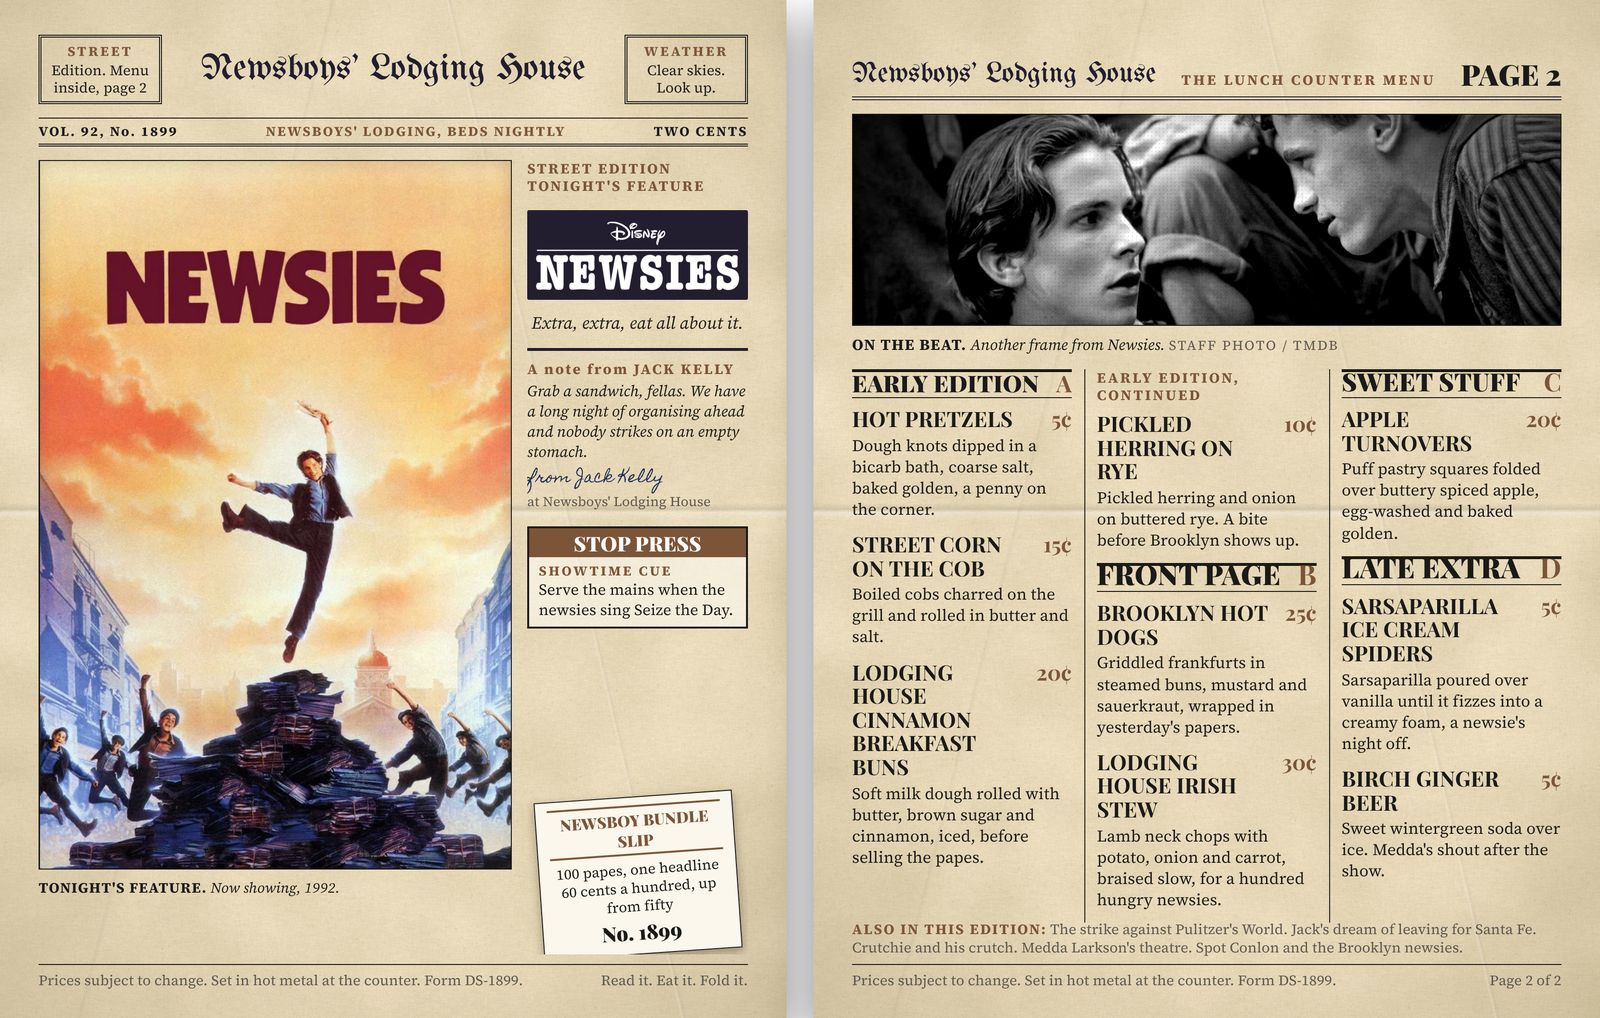 STREET
Edition. Menu
inside, page 2
Newsboys' Lodging House
WEATHER
Clear skies.
Look up.
VOL. 92, No. 1899
NEWSBOYS' LODGING, BEDS NIGHTLY
TWO CENTS
NEWSIES
TONIGHT'S FEATURE. Now showing, 1992.
STREET EDITION
TONIGHT'S FEATURE
DISNEY
NEWSIES
Extra, extra, eat all about it.
A note from JACK KELLY
Grab a sandwich, fellas. We have
a long night of organising ahead
and nobody strikes on an empty
stomach.
from Jack Kelly
at Newsboys' Lodging House
STOP PRESS
SHOWTIME CUE
Serve the mains when the
newsies sing Seize the Day.
NEWSBOY BUNDLE
SLIP
100 papes, one headline
60 cents a hundred, up
from fifty
No. 1899
Prices subject to change. Set in hot metal at the counter. Form DS-1899.
Read it. Eat it. Fold it.
Newsboys' Lodging House
THE LUNCH COUNTER MENU
PAGE 2
ON THE BEAT. Another frame from Newsies. STAFF PHOTO / TMDB
EARLY EDITION A
HOT PRETZELS 5¢
Dough knots dipped in a
bicarb bath, coarse salt,
baked golden, a penny on
the corner.
STREET CORN 15¢
ON THE COB
Boiled cobs charred on the
grill and rolled in butter and
salt.
LODGING 20¢
HOUSE
CINNAMON
BREAKFAST
BUNS
Soft milk dough rolled with
butter, brown sugar and
cinnamon, iced, before
selling the papes.
EARLY EDITION,
CONTINUED
PICKLED 10¢
HERRING ON
RYE
Pickled herring and onion
on buttered rye. A bite
before Brooklyn shows up.
FRONT PAGE B
BROOKLYN HOT 25¢
DOGS
Griddled frankfurts in
steamed buns, mustard and
sauerkraut, wrapped in
yesterday's papers.
LODGING 30¢
HOUSE IRISH
STEW
Lamb neck chops with
potato, onion and carrot,
braised slow, for a hundred
hungry newsies.
SWEET STUFF C
APPLE 20¢
TURNOVERS
Puff pastry squares folded
over buttery spiced apple,
egg-washed and baked
golden.
LATE EXTRA D
SARSAPARILLA 5¢
ICE CREAM
SPIDERS
Sarsaparilla poured over
vanilla until it fizzes into a
creamy foam, a newsie's
night off.
BIRCH GINGER 5¢
BEER
Sweet wintergreen soda over
ice. Medda's shout after the
show.
ALSO IN THIS EDITION: The strike against Pulitzer's World. Jack's dream of leaving for Santa Fe.
Crutchie and his crutch. Medda Larkson's theatre. Spot Conlon and the Brooklyn newsies.
Prices subject to change. Set in hot metal at the counter. Form DS-1899.
Page 2 of 2